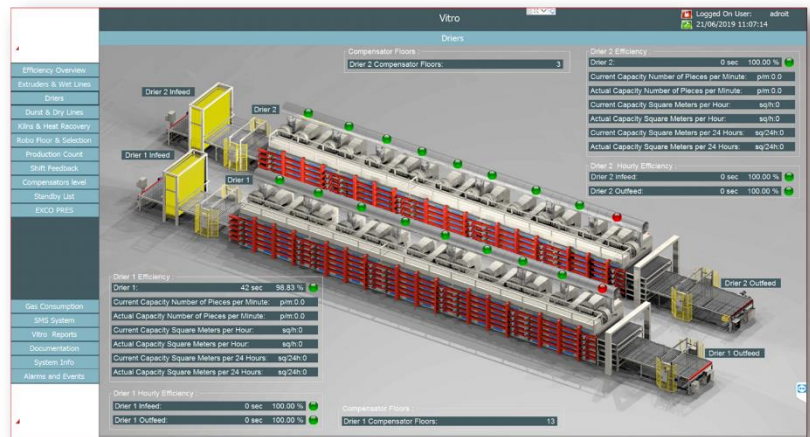 Vitro
Logged On User: adroit
21/06/2019 11:07:14
Driers
Efficiency Overview
Extruders & Wet Lines
Driers
Durst & Dry Lines
Kilns & Heat Recovery
Robo Floor & Selection
Production Count
Shift Feedback
Compensators level
Standby List
EXCO PRES
Gas Consumption
SMS System
Vitro Reports
Documentation
System Info
Alarms and Events
Compensator Floors :
Drier 2 Compensator Floors: 3
Drier 2 Efficiency
Drier 2: 0 sec 100.00 %
Current Capacity Number of Pieces per Minute: p/m:0.0
Actual Capacity Number of Pieces per Minute: p/m:0.0
Current Capacity Square Meters per Hour: sq/h:0
Actual Capacity Square Meters per Hour: sq/h:0
Current Capacity Square Meters per 24 Hours: sq/24h:0
Actual Capacity Square Meters per 24 Hours: sq/24h:0
Drier 2 Hourly Efficiency
Drier 2 Infeed: 0 sec 100.00 %
Drier 2 Outfeed: 0 sec 100.00 %
Drier 2 Infeed
Drier 2
Drier 1 Infeed
Drier 1
Drier 2 Outfeed
Drier 1 Outfeed
Drier 1 Efficiency
Drier 1: 42 sec 98.83 %
Current Capacity Number of Pieces per Minute: p/m:0.0
Actual Capacity Number of Pieces per Minute: p/m:0.0
Current Capacity Square Meters per Hour: sq/h:0
Actual Capacity Square Meters per Hour: sq/h:0
Current Capacity Square Meters per 24 Hours: sq/24h:0
Actual Capacity Square Meters per 24 Hours: sq/24h:0
Drier 1 Hourly Efficiency
Drier 1 Infeed: 0 sec 100.00 %
Drier 1 Outfeed: 0 sec 100.00 %
Compensator Floors :
Drier 1 Compensator Floors: 13